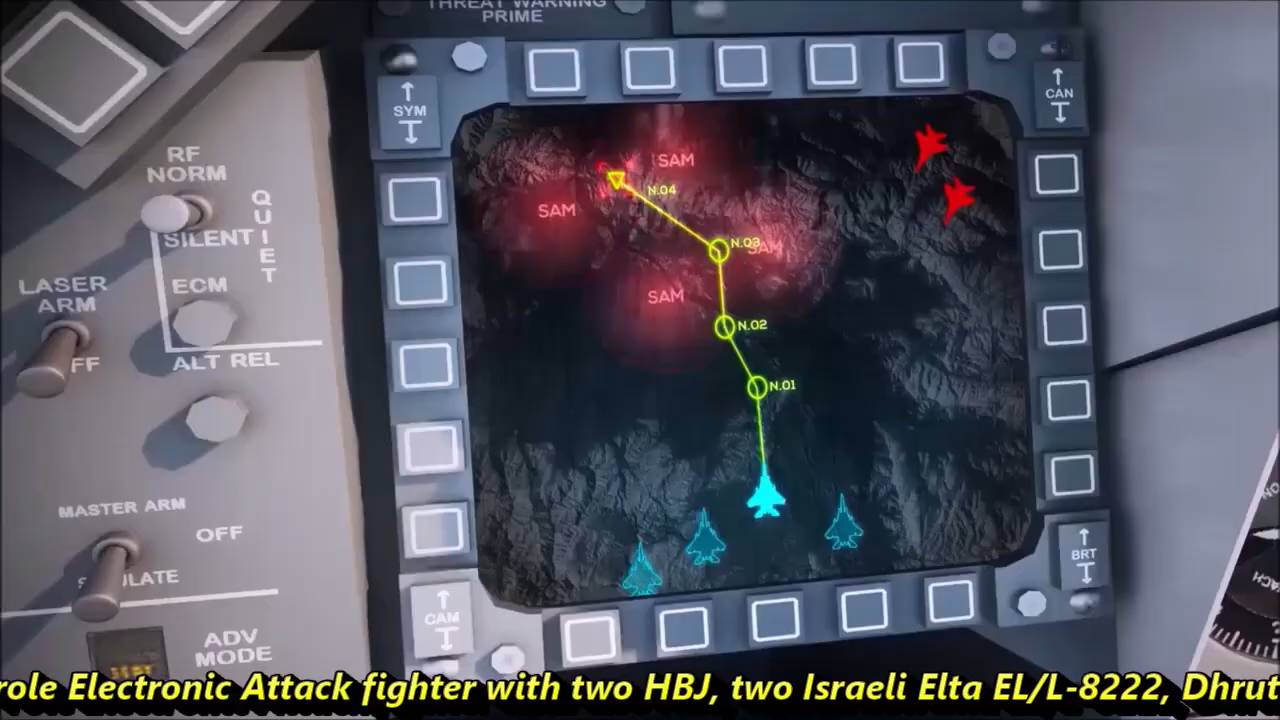 THREAT WARNING
PRIME
SYM
CAN
RF
NORM
QUIET
SILENT
LASER
ARM
ECM
FF
ALT REL
MASTER ARM
OFF
ADV
MODE
CAM
BRT
SAM
N.04
SAM
N.03
SAM
SAM
N.02
N.01
role Electronic Attack fighter with two HBJ, two Israeli Elta EL/L-8222, Dhrut